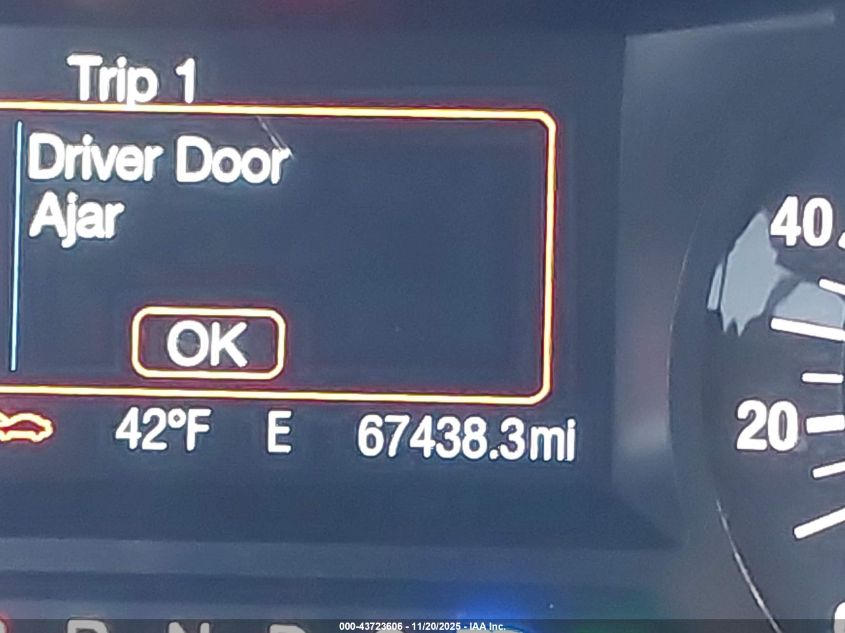 Trip 1
Driver Door
Ajar
OK
42°F E 67438.3mi
40
20
000-43723606 - 11/20/2025 - IAA Inc.